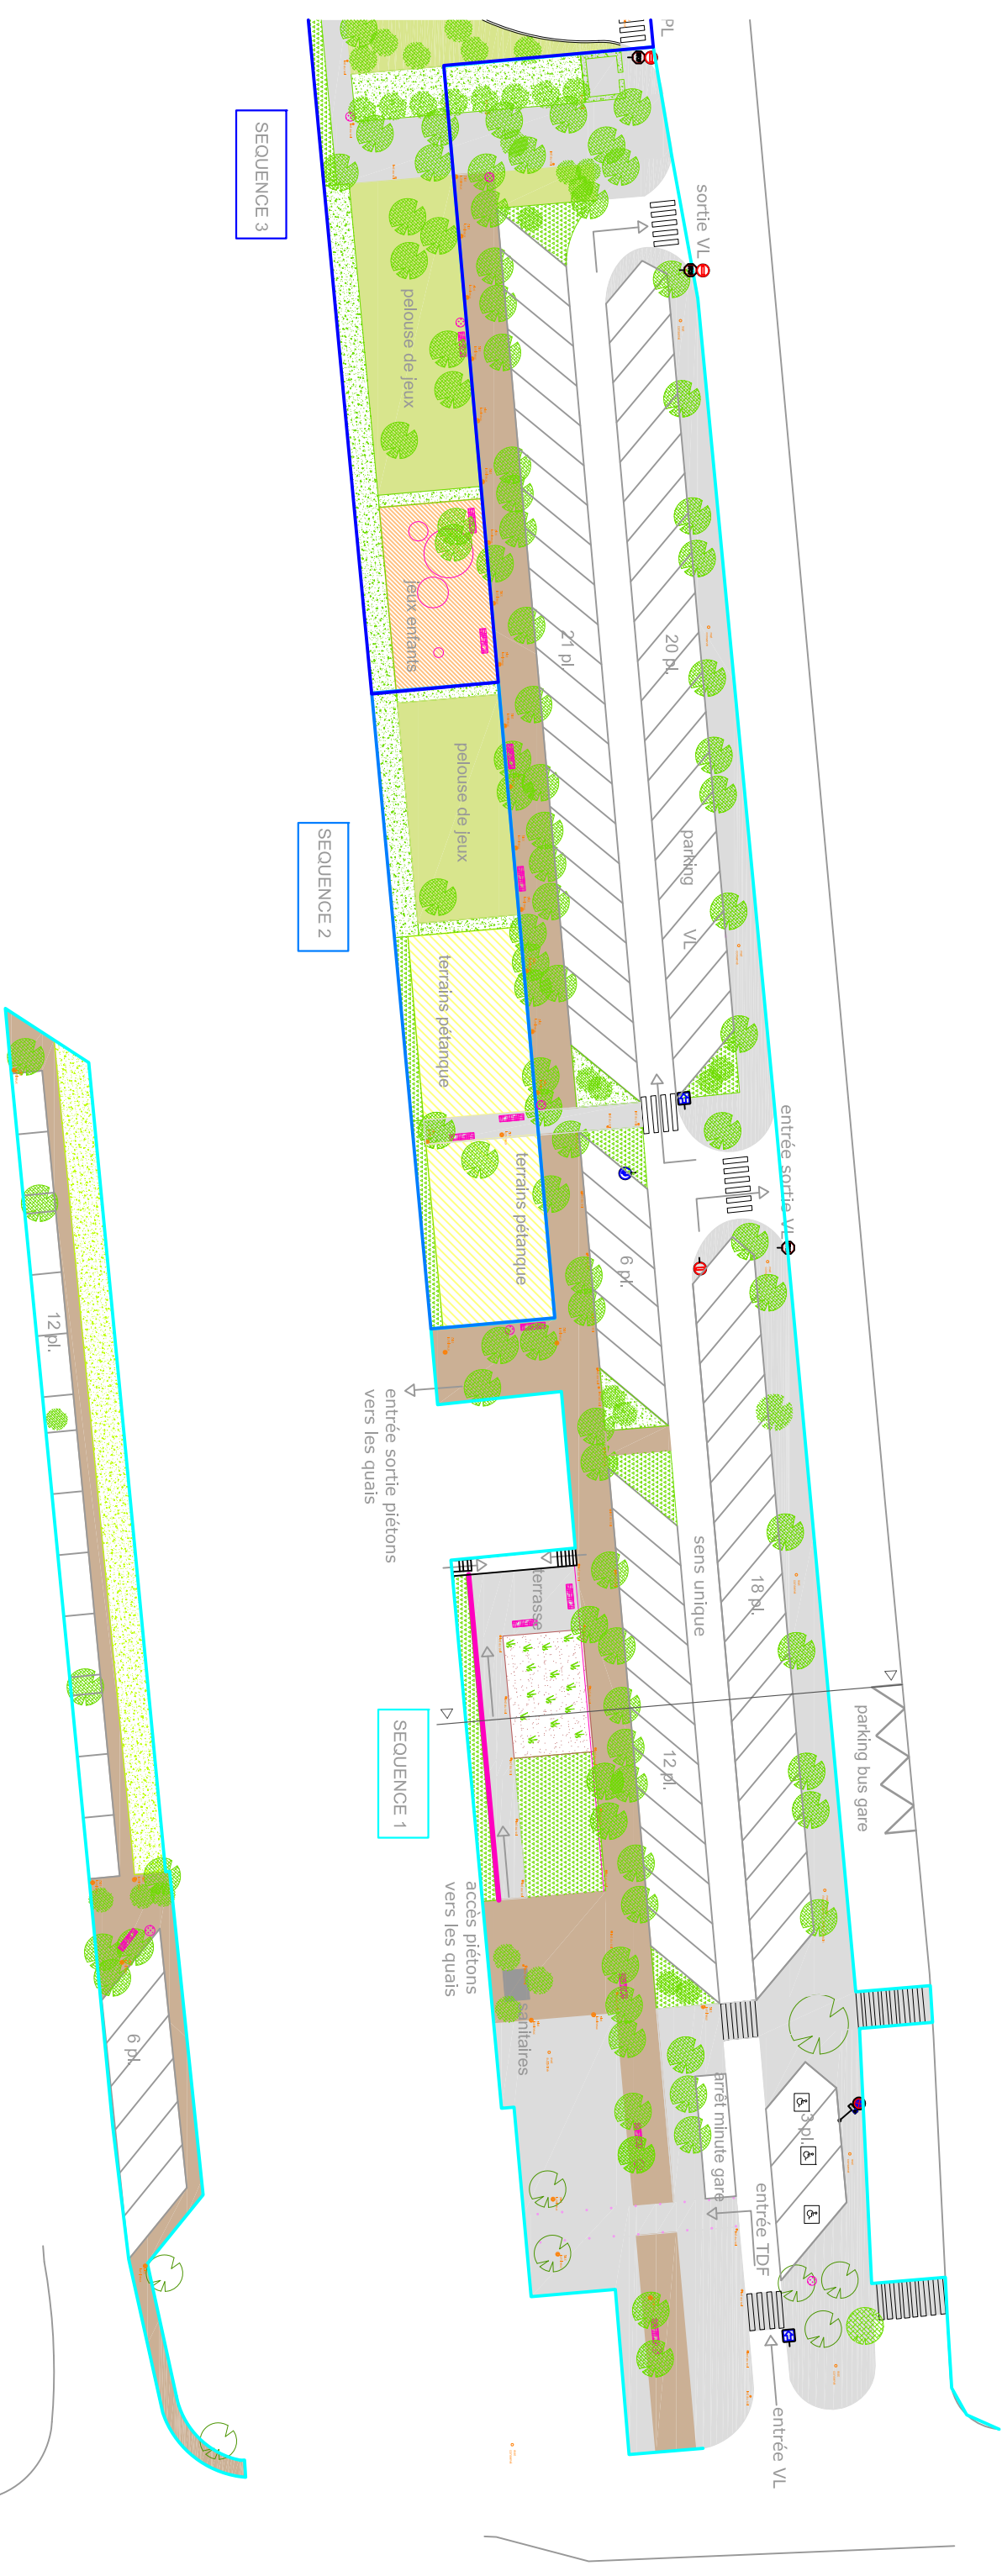 PL
sortie VL
SEQUENCE 3
pelouse de jeux
jeux enfants
21 pl.
20 pl.
parking
VL
pelouse de jeux
SEQUENCE 2
terrains pétanque
terrains pétanque
entrée sortie VL
6 pl.
entrée sortie piétons
vers les quais
12 pl.
terrasse
sens unique
18 pl.
parking bus gare
SEQUENCE 1
12 pl.
accès piétons
vers les quais
sanitaires
6 pl.
arrêt minute gare
3 pl.
entrée TDF
entrée VL